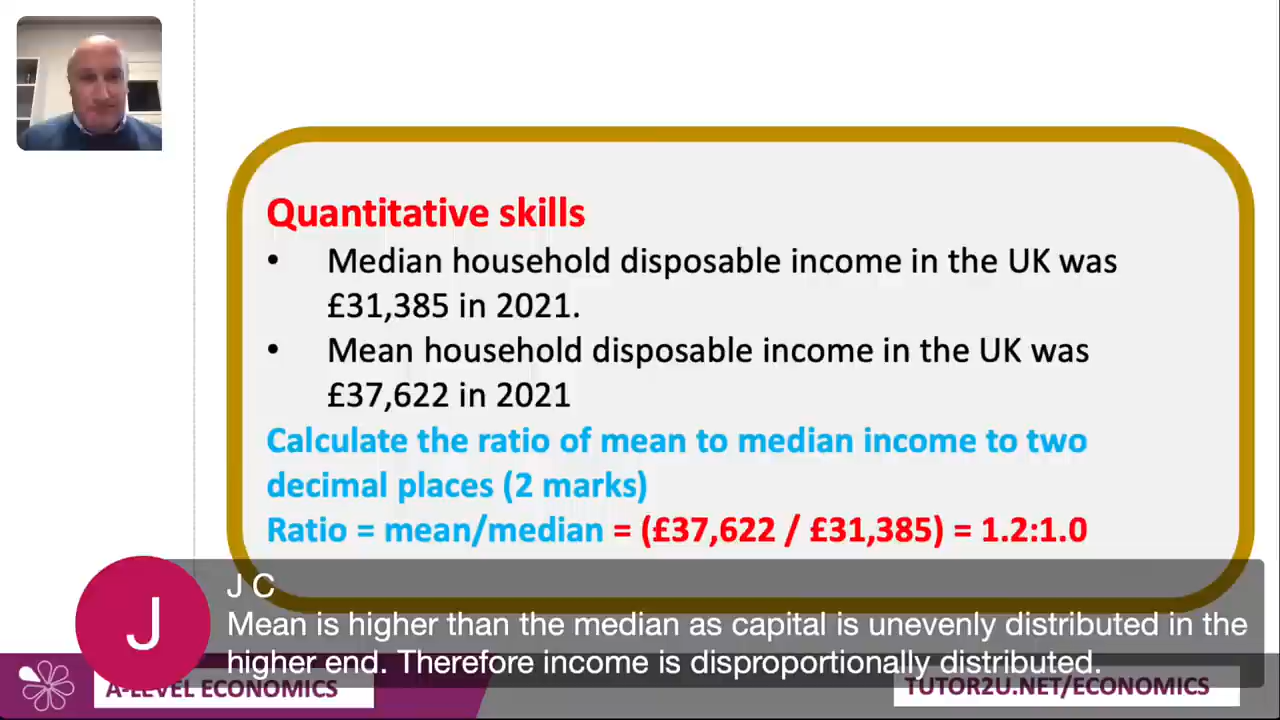 Quantitative skills
• Median household disposable income in the UK was
£31,385 in 2021.
• Mean household disposable income in the UK was
£37,622 in 2021
Calculate the ratio of mean to median income to two
decimal places (2 marks)
Ratio = mean/median = (£37,622 / £31,385) = 1.2:1.0
J
J C
Mean is higher than the median as capital is unevenly distributed in the
higher end. Therefore income is disproportionally distributed.
A-LEVEL ECONOMICS
TUTOR2U.NET/ECONOMICS